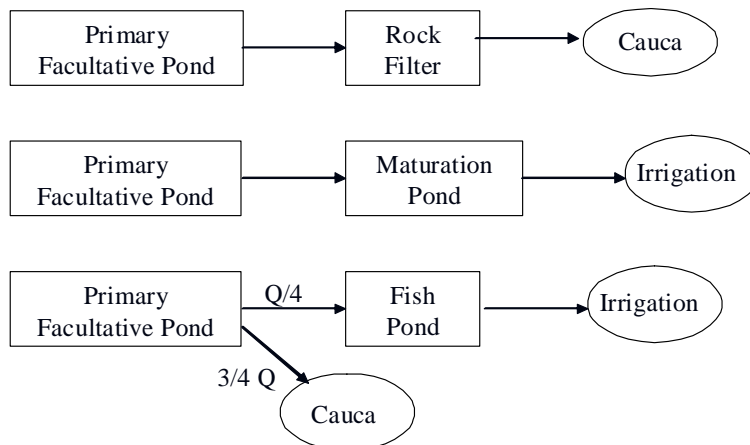 Primary
Facultative Pond
Rock
Filter
Cauca
Primary
Facultative Pond
Maturation
Pond
Irrigation
Primary
Facultative Pond
Q/4
Fish
Pond
Irrigation
3/4 Q
Cauca